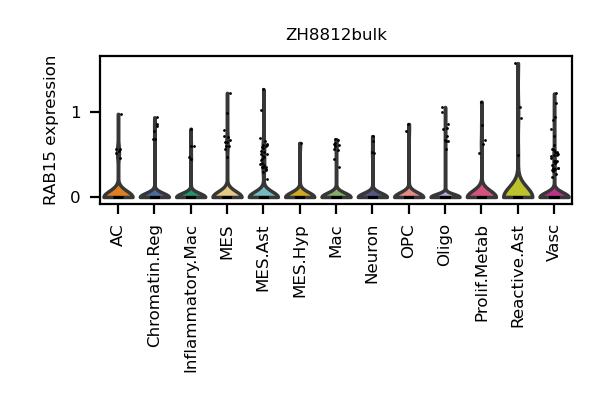 ZH8812bulk
RAB15 expression
1
0
AC
Chromatin.Reg
Inflammatory.Mac
MES
MES.Ast
MES.Hyp
Mac
Neuron
OPC
Oligo
Prolif.Metab
Reactive.Ast
Vasc